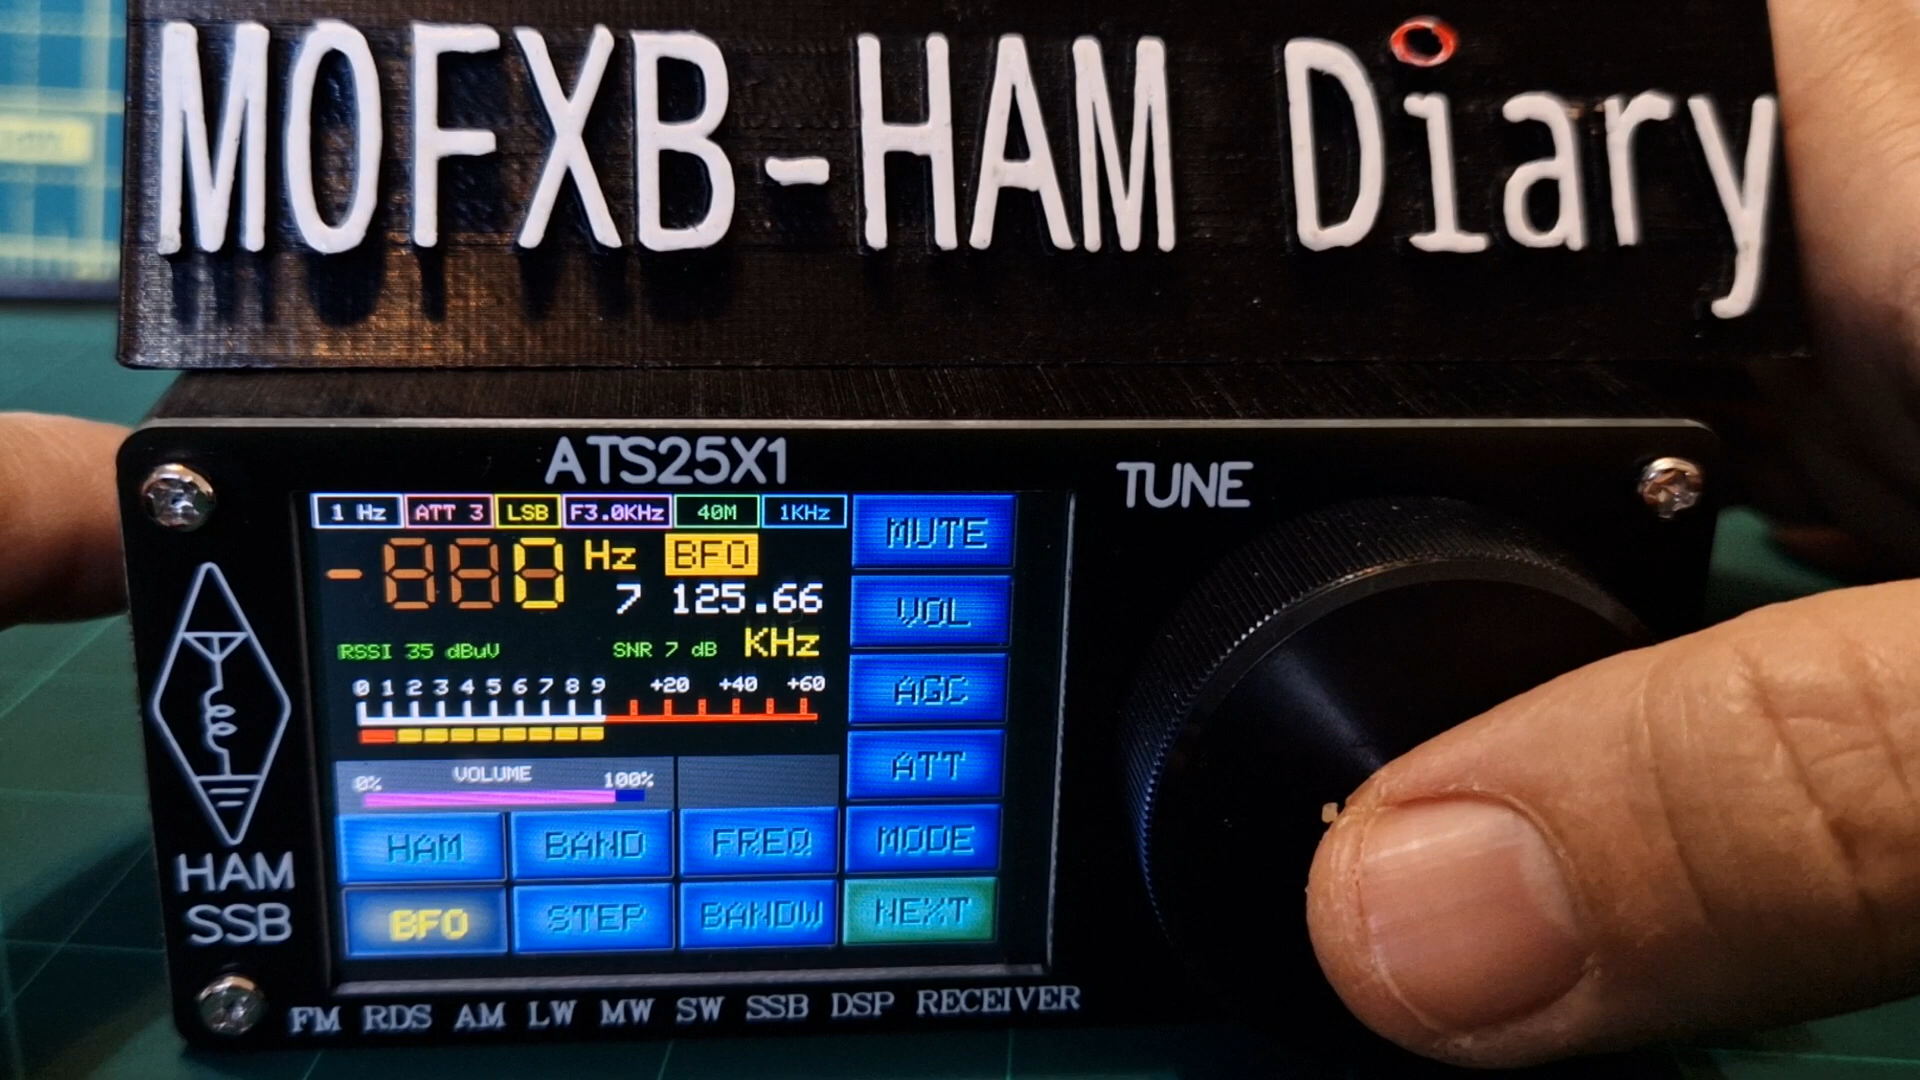 M0FXB-HAM Diary
ATS25X1
TUNE
1 Hz ATT 3 LSB F3.0KHz 40M 1KHz
MUTE
-0 Hz BFO
7 125.66
VOL
KHz
RSSI 35 dBuV SNR 7 dB
AGC
0 1 2 3 4 5 6 7 8 9 +20 +40 +60
ATT
0% VOLUME 100%
HAM BAND FREQ MODE
BFO STEP BANDW NEXT
HAM
SSB
FM RDS AM LW MW SW SSB DSP RECEIVER